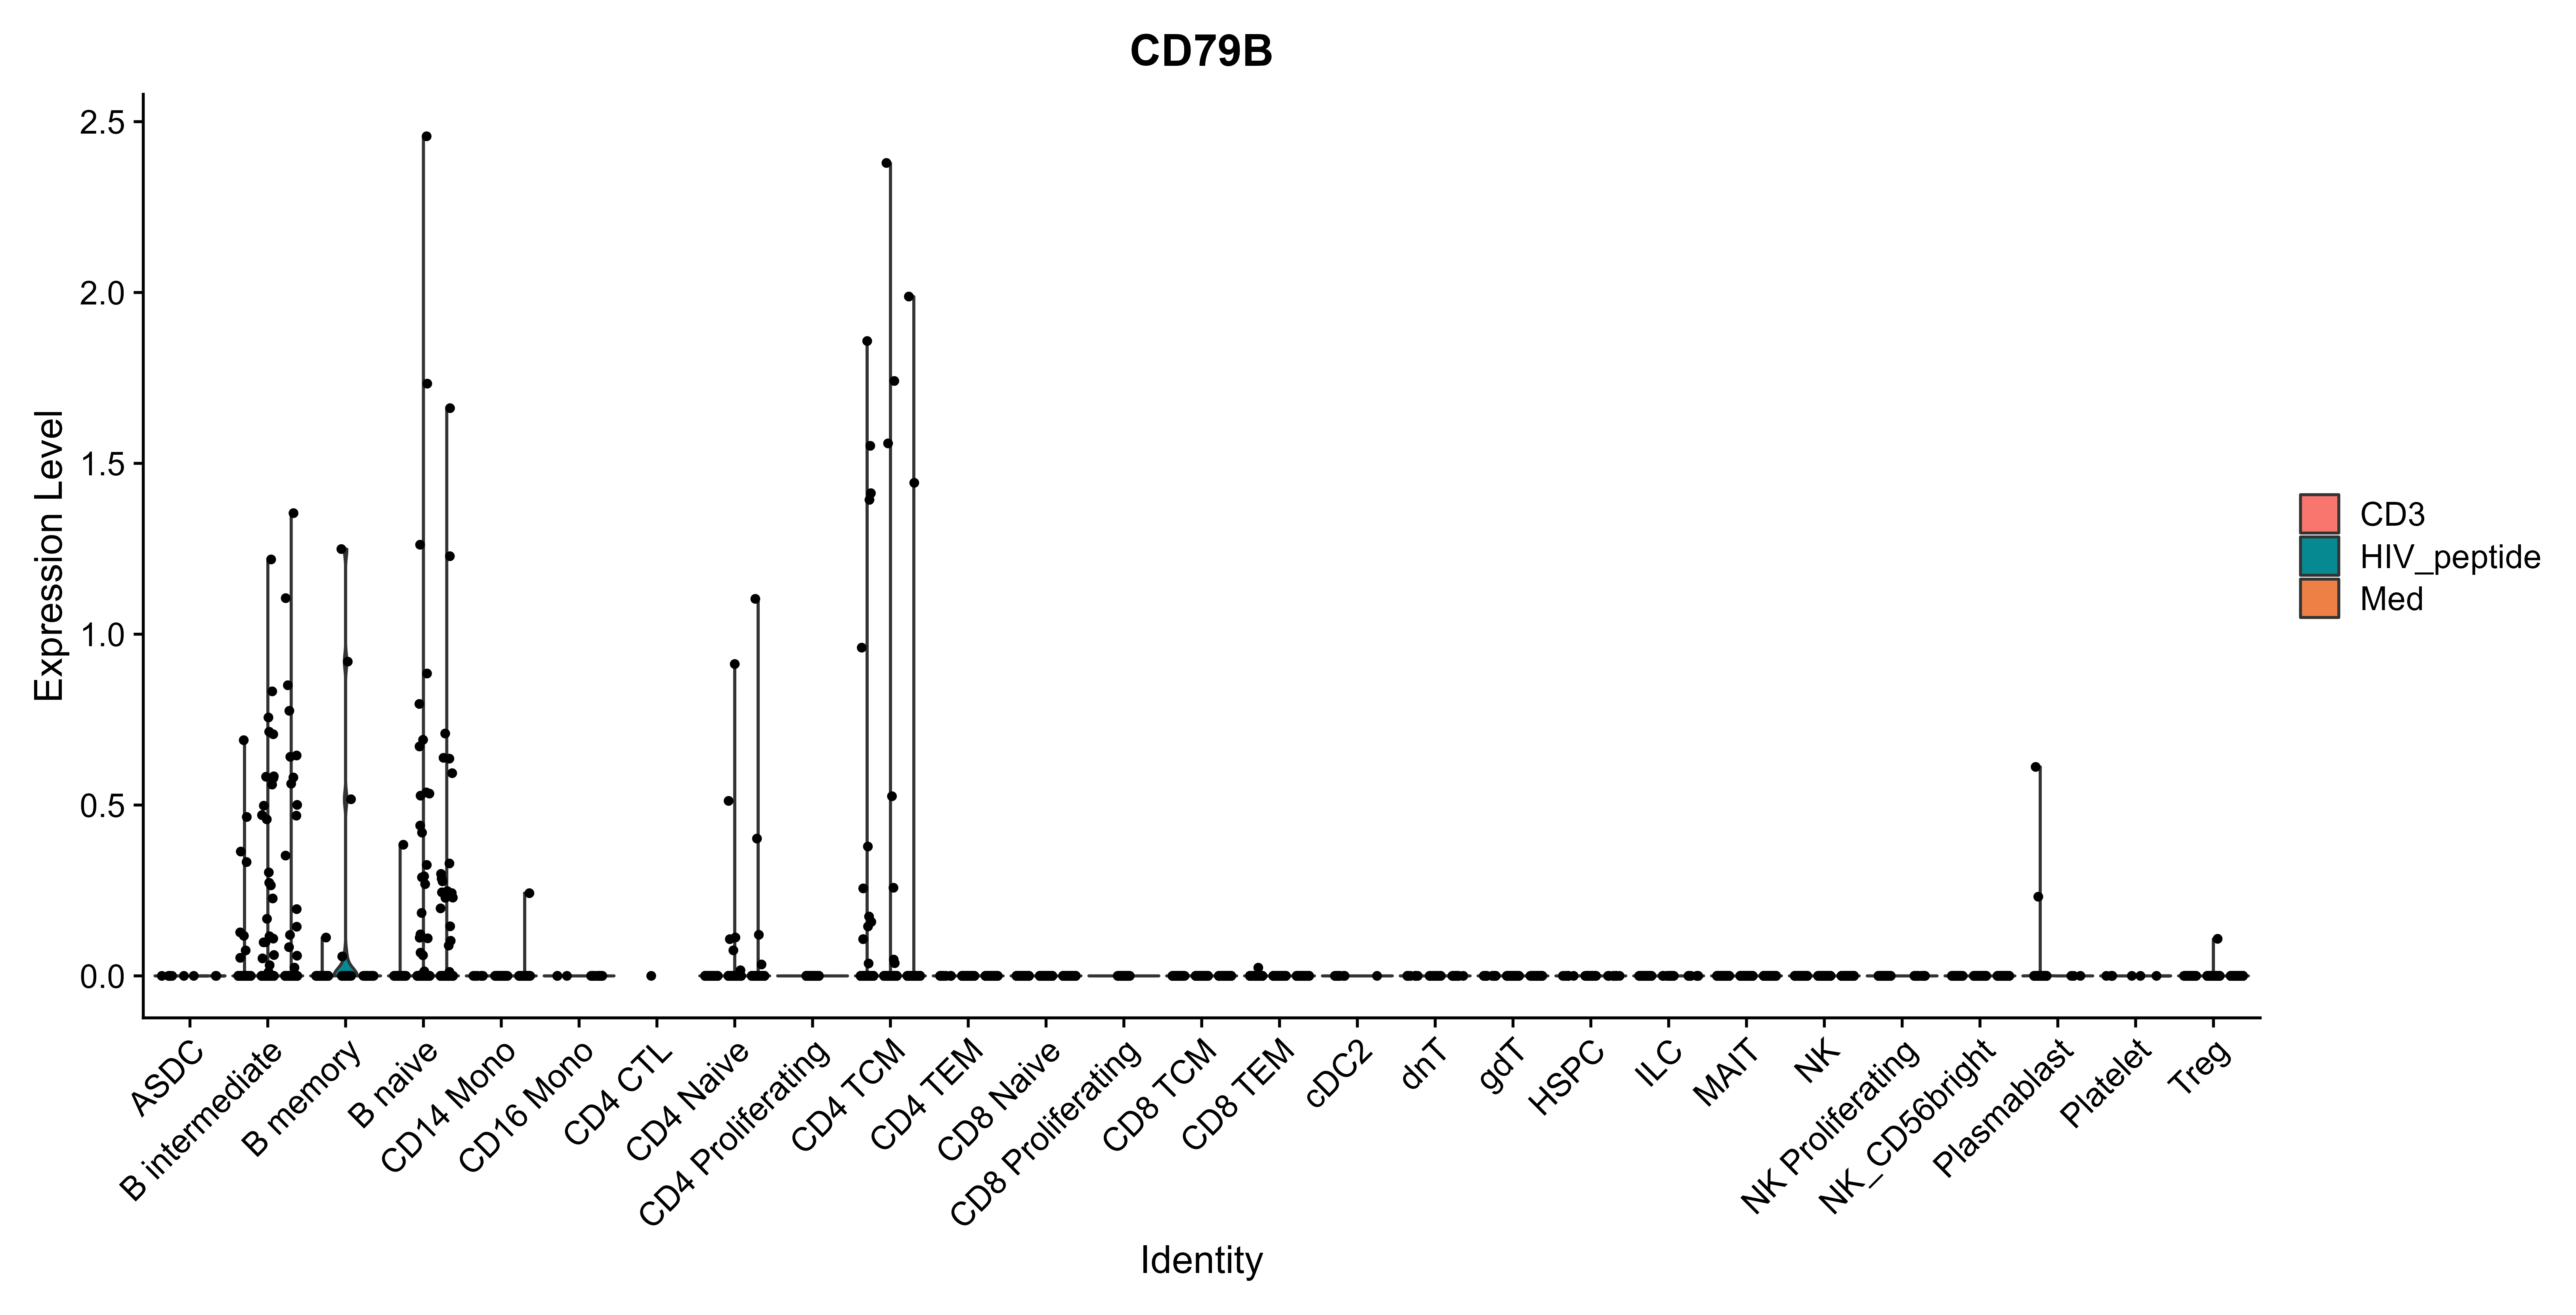 CD79B
2.5
2.0
1.5
1.0
0.5
0.0
Expression Level
CD3
HIV_peptide
Med
ASDC
B intermediate
B memory
B naive
CD14 Mono
CD16 Mono
CD4 CTL
CD4 Naive
CD4 Proliferating
CD4 TCM
CD4 TEM
CD8 Naive
CD8 Proliferating
CD8 TCM
CD8 TEM
cDC2
dnT
gdT
HSPC
ILC
MAIT
NK
NK Proliferating
NK_CD56bright
Plasmablast
Platelet
Treg
Identity